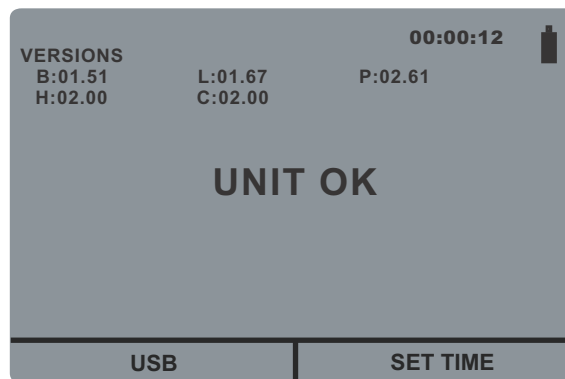 00:00:12
VERSIONS
B:01.51 L:01.67 P:02.61
H:02.00 C:02.00
UNIT OK
USB SET TIME